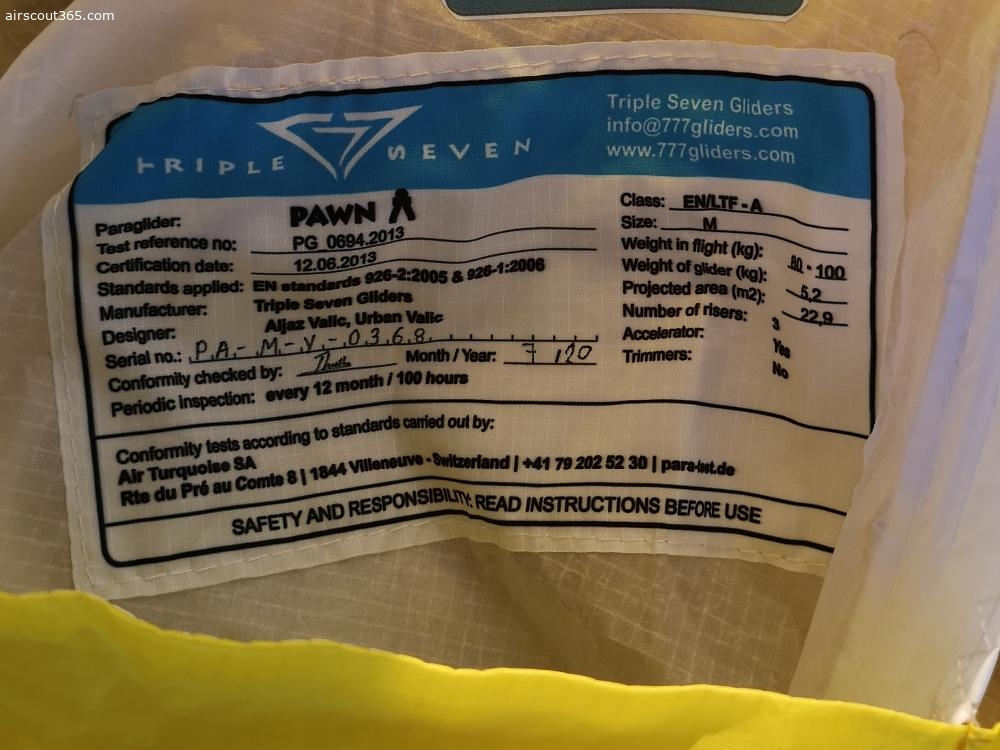 airscout365.com
TRIPLE SEVEN
Triple Seven Gliders
info@777gliders.com
www.777gliders.com
Paraglider: PAWN
Test reference no: PG_0694.2013
Certification date: 12.06.2013
Standards applied: EN standards 926-2:2005 & 926-1:2006
Manufacturer: Triple Seven Gliders
Designer: Aljaz Valic, Urban Valic
Serial no.: PA-M-Y-0368
Conformity checked by: Month / Year: 7 / 20
Periodic inspection: every 12 month / 100 hours
Class: EN/LTF - A
Size: M
Weight in flight (kg): 80 - 100
Weight of glider (kg): 5,2
Projected area (m2): 22,9
Number of risers: 3
Accelerator: Yes
Trimmers: No
Conformity tests according to standards carried out by:
Air Turquoise SA
Rte du Pré au Comte 8 | 1844 Villeneuve - Switzerland | +41 79 202 52 30 | para-test.de
SAFETY AND RESPONSIBILITY: READ INSTRUCTIONS BEFORE USE